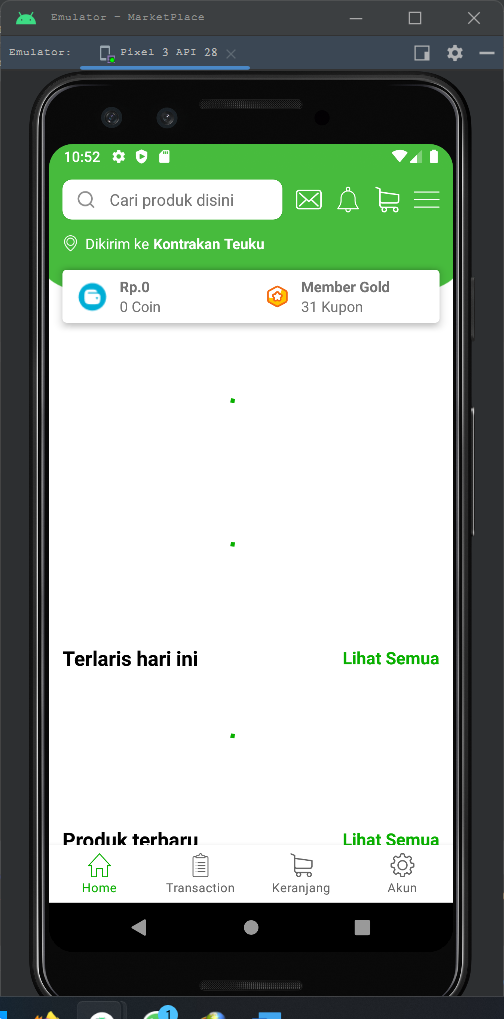 Emulator - MarketPlace
Emulator:
Pixel 3 API 28
10:52
Cari produk disini
Dikirim ke Kontrakan Teuku
Rp.0
0 Coin
Member Gold
31 Kupon
Terlaris hari ini
Lihat Semua
Produk terbaru
Lihat Semua
Home
Transaction
Keranjang
Akun
1